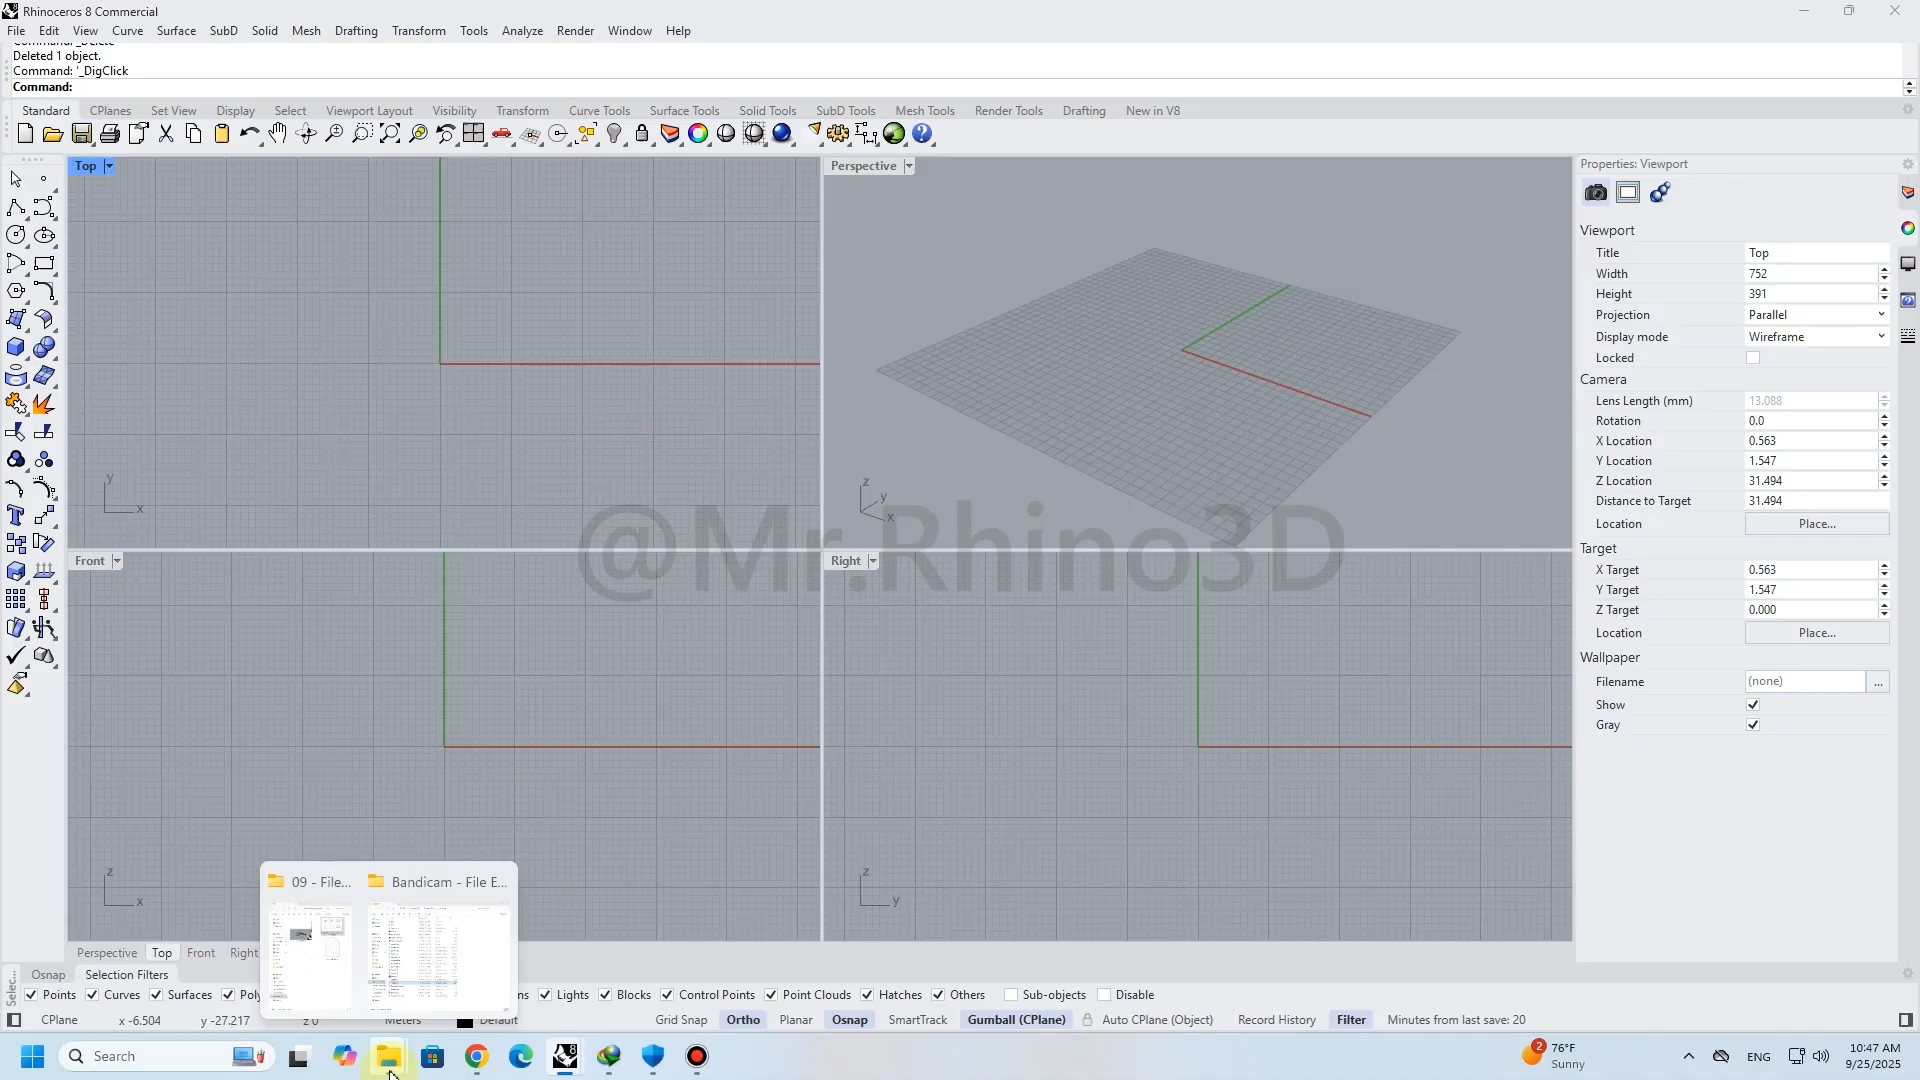 Rhinoceros 8 Commercial
File Edit View Curve Surface SubD Solid Mesh Drafting Transform Tools Analyze Render Window Help
Command: _Delete
Deleted 1 object.
Command: '_DigClick
Command:
Standard CPlanes Set View Display Select Viewport Layout Visibility Transform Curve Tools Surface Tools Solid Tools SubD Tools Mesh Tools Render Tools Drafting New in V8
Top
Perspective
Properties: Viewport
Viewport
Title Top
Width 752
Height 391
Projection Parallel
Display mode Wireframe
Locked
Camera
Lens Length (mm) 13.088
Rotation 0.0
X Location 0.563
Y Location 1.547
Z Location 31.494
Distance to Target 31.494
Location Place...
Target
X Target 0.563
Y Target 1.547
Z Target 0.000
Location Place...
Wallpaper
Filename (none) ...
Show
Gray
y
x
z
y
x
@Mr.Rhino3D
Front
Right
z
x
z
y
09 - File...
Bandicam - File E...
Perspective Top Front Right
Osnap Selection Filters
Selec...
Points Curves Surfaces Poly ns Lights Blocks Control Points Point Clouds Hatches Others Sub-objects Disable
CPlane x -6.504 y -27.217 z 0 Meters Default Grid Snap Ortho Planar Osnap SmartTrack Gumball (CPlane) Auto CPlane (Object) Record History Filter Minutes from last save: 20
Search
2
76°F
Sunny
ENG
10:47 AM
9/25/2025